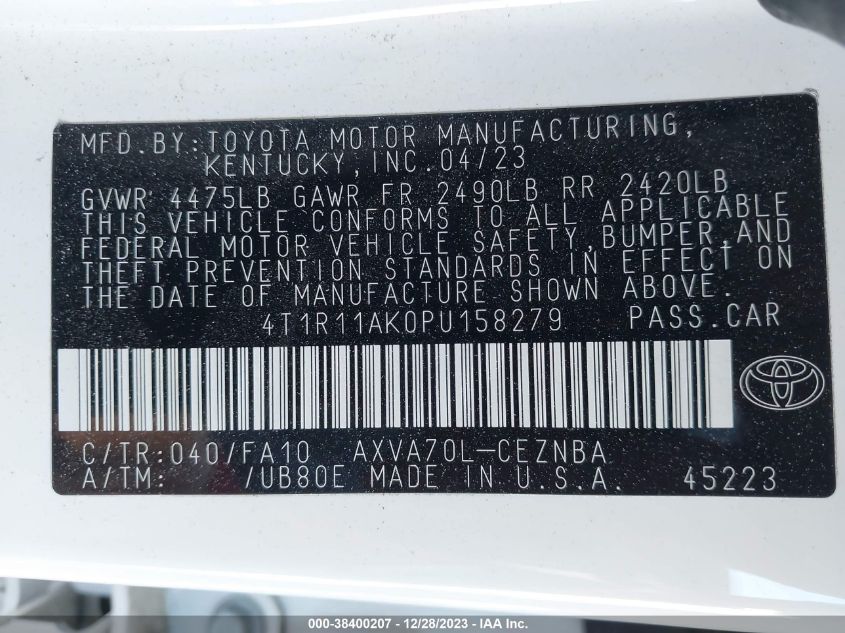 MFD.BY:TOYOTA MOTOR MANUFACTURING,
KENTUCKY,INC.04/23
GVWR 4475LB GAWR FR 2490LB RR 2420LB
THIS VEHICLE CONFORMS TO ALL APPLICABLE
FEDERAL MOTOR VEHICLE SAFETY,BUMPER,AND
THEFT PREVENTION STANDARDS IN EFFECT ON
THE DATE OF MANUFACTURE SHOWN ABOVE.
4T1R11AK0PU158279 PASS.CAR
C/TR:040/FA10 AXVA70L-CEZNBA
A/TM: /UB80E MADE IN U.S.A. 45223
000-38400207 - 12/28/2023 - IAA Inc.